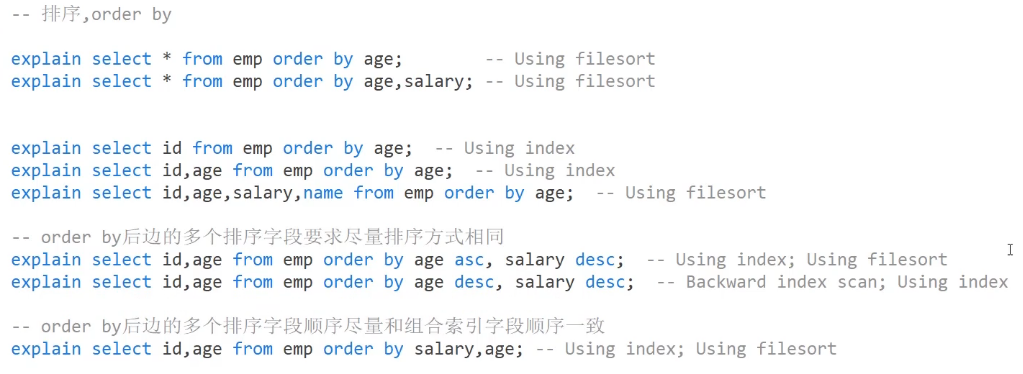 -- 排序,order by
explain select * from emp order by age;        -- Using filesort
explain select * from emp order by age,salary; -- Using filesort
explain select id from emp order by age;  -- Using index
explain select id,age from emp order by age;  -- Using index
explain select id,age,salary,name from emp order by age;  -- Using filesort
-- order by后边的多个排序字段要求尽量排序方式相同
explain select id,age from emp order by age asc, salary desc;  -- Using index; Using filesort
explain select id,age from emp order by age desc, salary desc;  -- Backward index scan; Using index
-- order by后边的多个排序字段顺序尽量和组合索引字段顺序一致
explain select id,age from emp order by salary,age; -- Using index; Using filesort